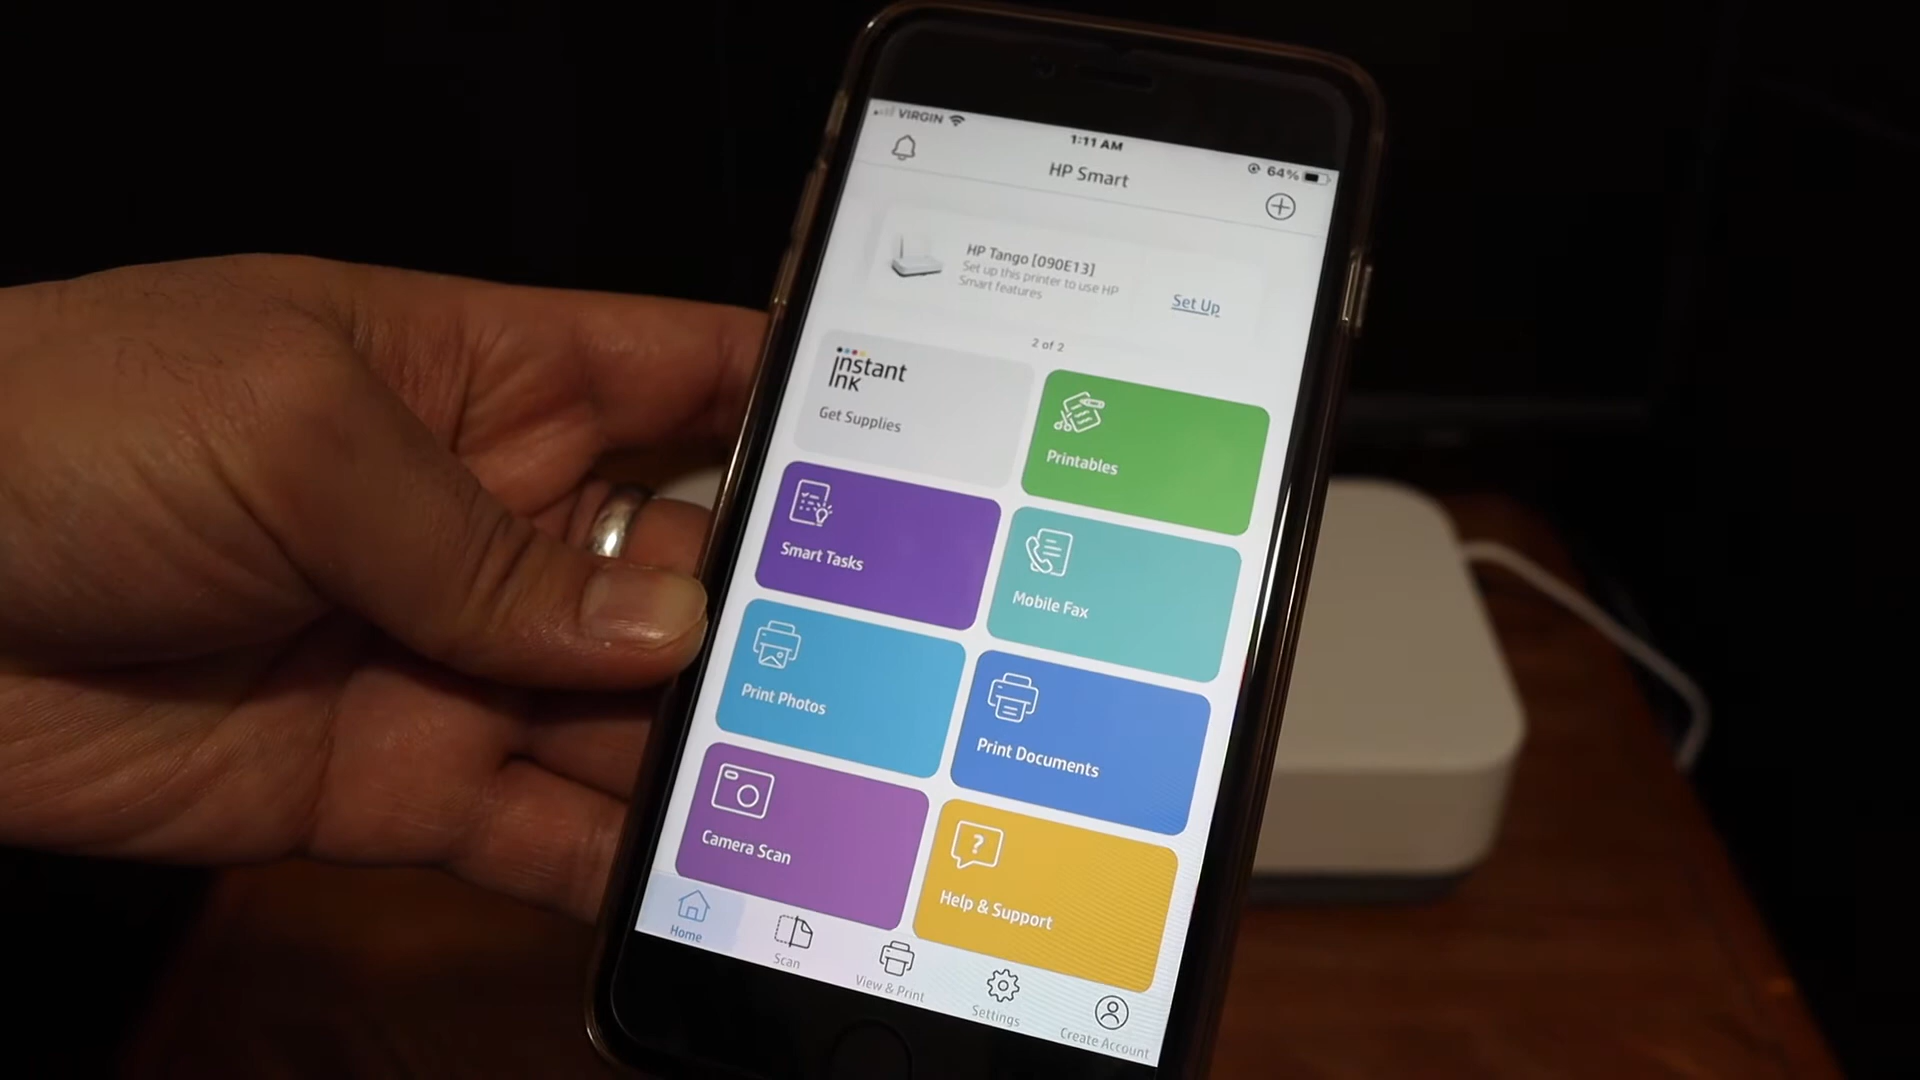 VIRGIN
1:11 AM
64%
HP Smart
HP Tango [090E13]
Set up this printer to use HP
Smart features
Set Up
2 of 2
Instant
Ink
Get Supplies
Printables
Smart Tasks
Mobile Fax
Print Photos
Print Documents
Camera Scan
?
Help & Support
Home
Scan
View & Print
Settings
Create Account